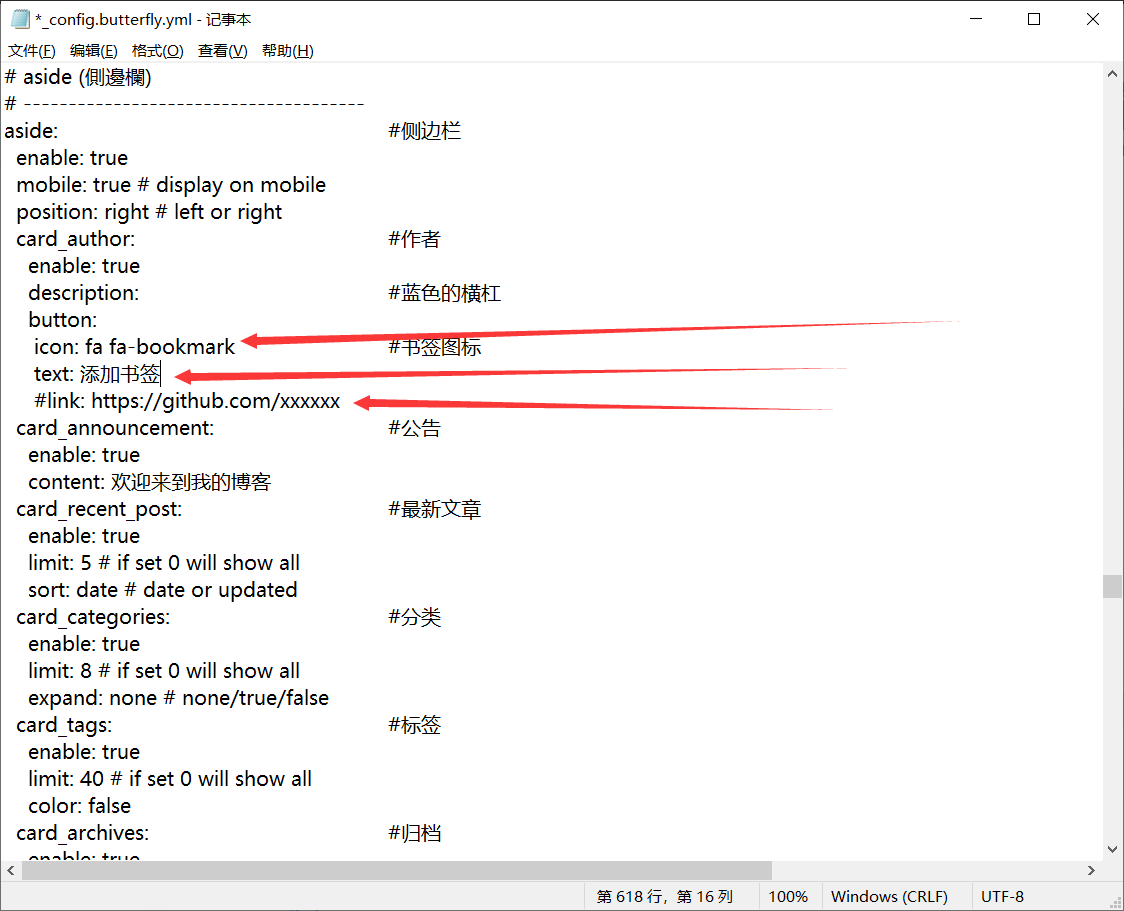 *_config.butterfly.yml - 记事本
文件(F) 编辑(E) 格式(O) 查看(V) 帮助(H)
# aside (側邊欄)
# -------------------------------------
aside: #侧边栏
enable: true
mobile: true # display on mobile
position: right # left or right
card_author: #作者
enable: true
description: #蓝色的横杠
button:
icon: fa fa-bookmark #书签图标
text: 添加书签
#link: https://github.com/xxxxxx
card_announcement: #公告
enable: true
content: 欢迎来到我的博客
card_recent_post: #最新文章
enable: true
limit: 5 # if set 0 will show all
sort: date # date or updated
card_categories: #分类
enable: true
limit: 8 # if set 0 will show all
expand: none # none/true/false
card_tags: #标签
enable: true
limit: 40 # if set 0 will show all
color: false
card_archives: #归档
enable: true
第 618 行，第 16 列 100% Windows (CRLF) UTF-8